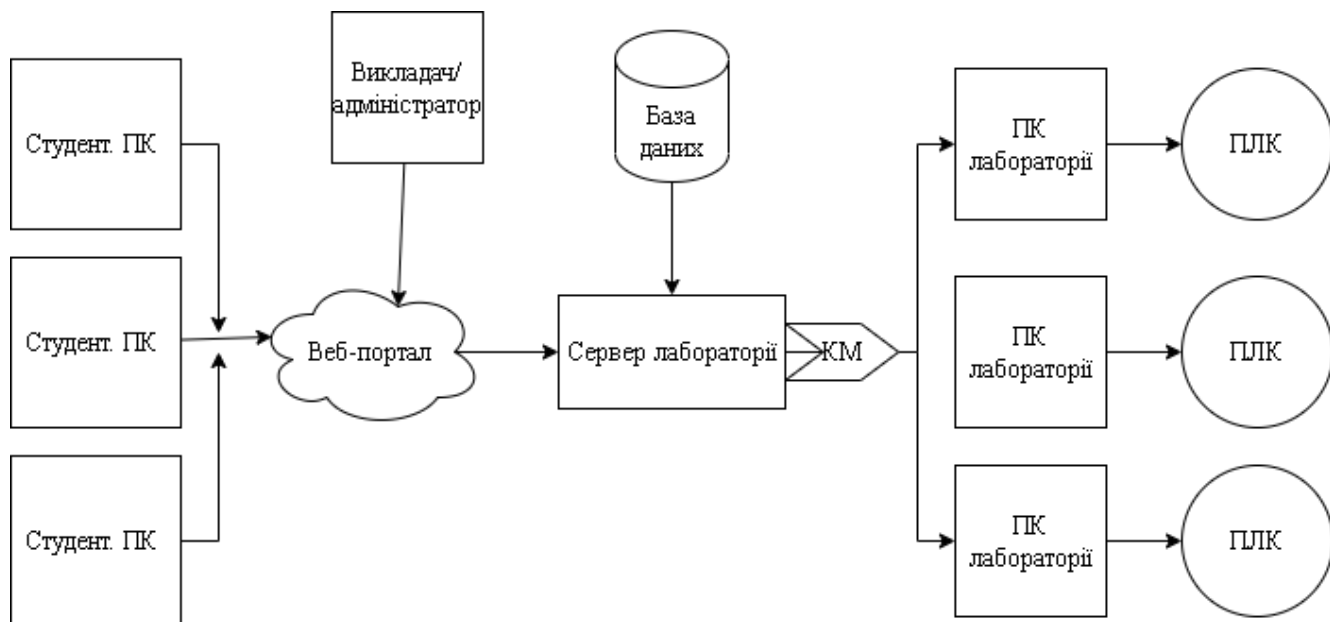 Студент. ПК
Викладач/
адміністратор
База
даних
ПК
лабораторії
ПЛК
Студент. ПК
Веб-портал
Сервер лабораторії
КМ
ПК
лабораторії
ПЛК
Студент. ПК
ПК
лабораторії
ПЛК